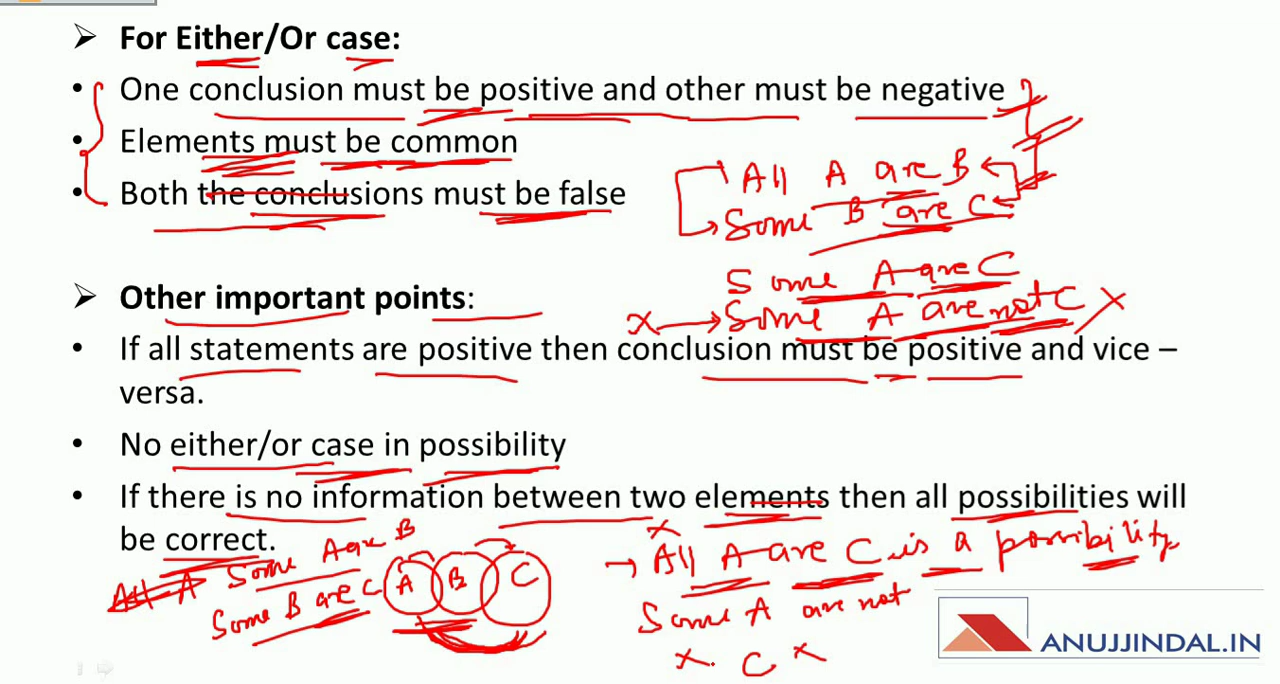 ➢ For Either/Or case:
• One conclusion must be positive and other must be negative
• Elements must be common
• Both the conclusions must be false
All A are B
Some B are C
Some A are C
x → Some A are not C x
➢ Other important points:
• If all statements are positive then conclusion must be positive and vice –
versa.
• No either/or case in possibility
• If there is no information between two elements then all possibilities will
be correct.
All A Some A are B
Some B are C
A B C
x
→ All A are C is a possibility
Some A are not
x. C x
ANUJJINDAL.IN